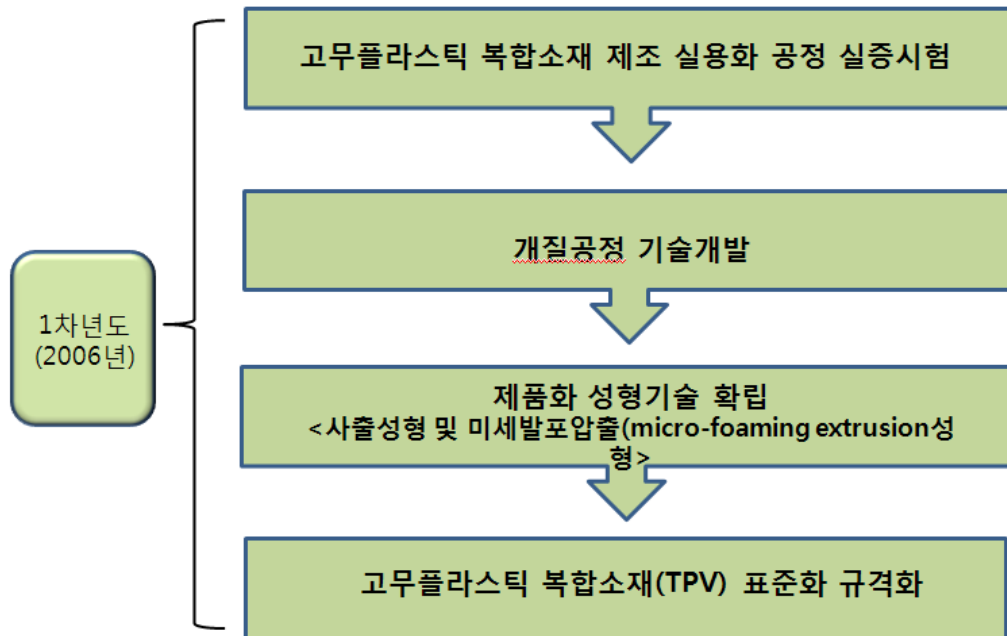 고무플라스틱 복합소재 제조 실용화 공정 실증시험
개질공정 기술개발
1차년도
(2006년)
제품화 성형기술 확립
<사출성형 및 미세발포압출(micro-foaming extrusion성
형>
고무플라스틱 복합소재(TPV) 표준화 규격화